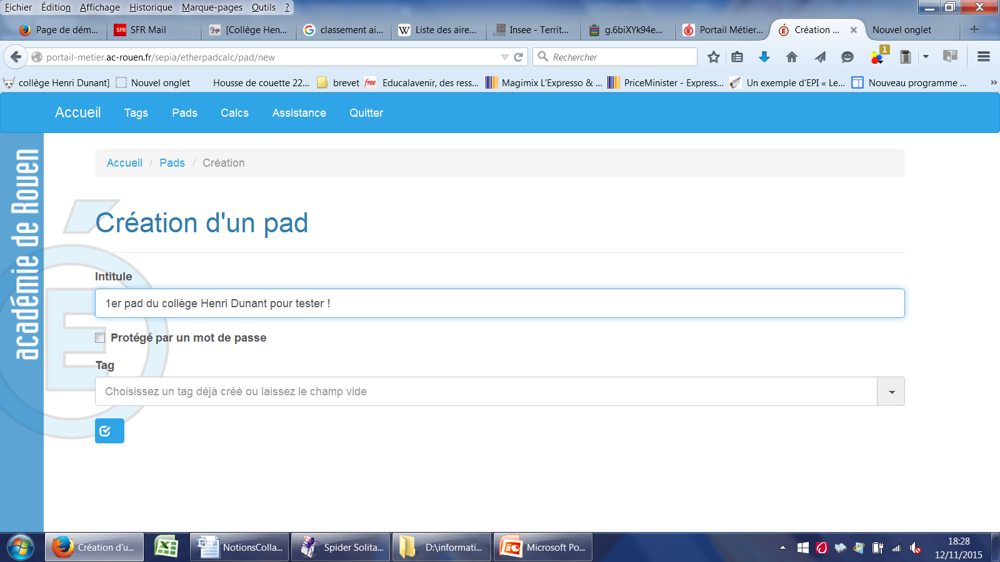 Fichier Édition Affichage Historique Marque-pages Outils ?
Page de dém... SFR Mail [Collège Hen... classement ai... Liste des aire... Insee - Territ... g.6biXYk94e... Portail Métier... Création ... Nouvel onglet
portail-metier.ac-rouen.fr/sepia/etherpadcalc/pad/new Rechercher 1
collège Henri Dunant] Nouvel onglet Housse de couette 22... brevet free Educalavenir, des ress... Magimix L'Expresso & ... PriceMinister - Express... Un exemple d'EPI « Le... Nouveau programme ... »
Accueil Tags Pads Calcs Assistance Quitter
académie de Rouen
Accueil / Pads / Création
Création d'un pad
Intitule
1er pad du collège Henri Dunant pour tester !
Protégé par un mot de passe
Tag
Choisissez un tag déjà créé ou laissez le champ vide
Création d'u... NotionsColla... Spider Solita... D:\informati... Microsoft Po... 18:28
12/11/2015